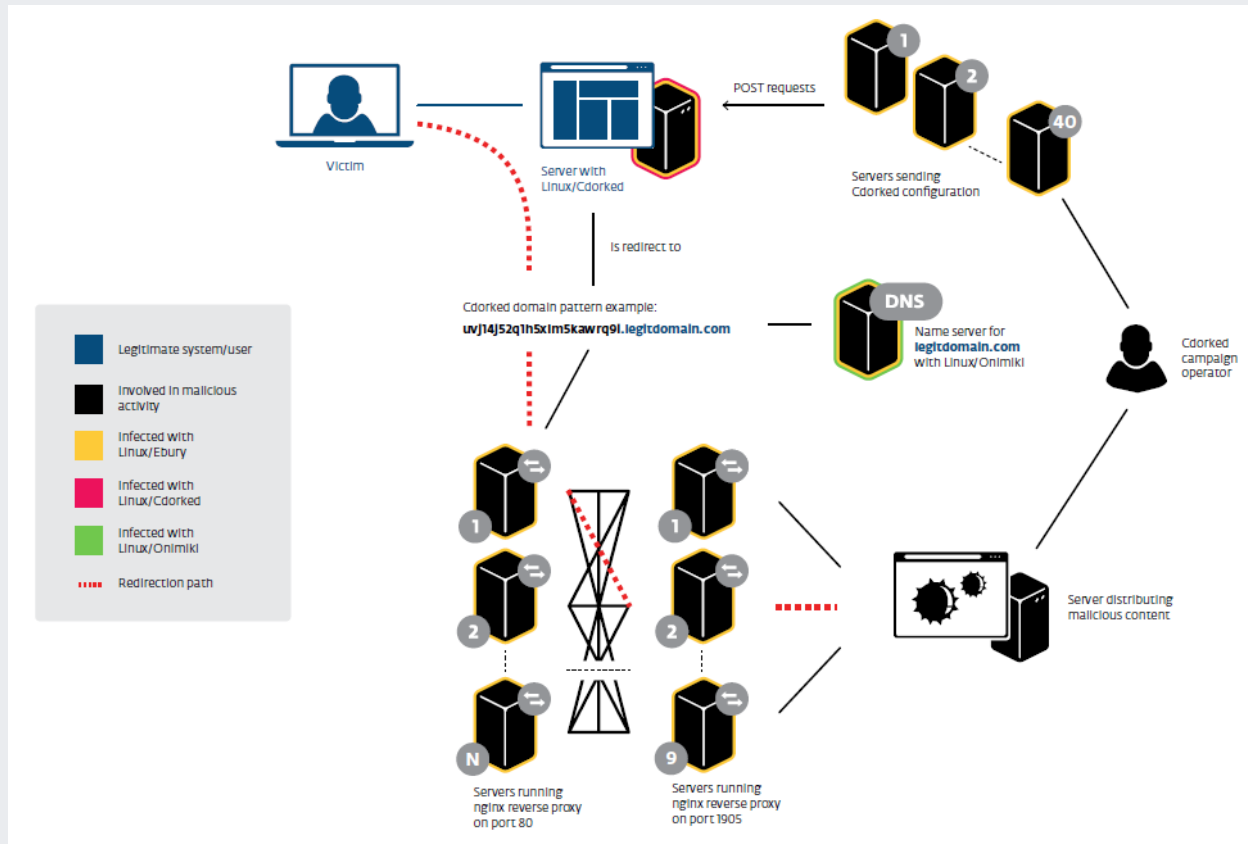 1
2
40
POST requests
Victim
Server with
Linux/Cdorked
Servers sending
Cdorked configuration
is redirect to
Cdorked domain pattern example:
uvj14j52q1h5xim5kawrq9l.legitdomain.com
DNS
Name server for
legitdomain.com
with Linux/Onimiki
Cdorked
campaign
operator
Legitimate system/user
Involved in malicious
activity
Infected with
Linux/Ebury
Infected with
Linux/Cdorked
Infected with
Linux/Onimiki
Redirection path
1
2
N
1
2
9
Server distributing
malicious content
Servers running
nginx reverse proxy
on port 80
Servers running
nginx reverse proxy
on port 1905